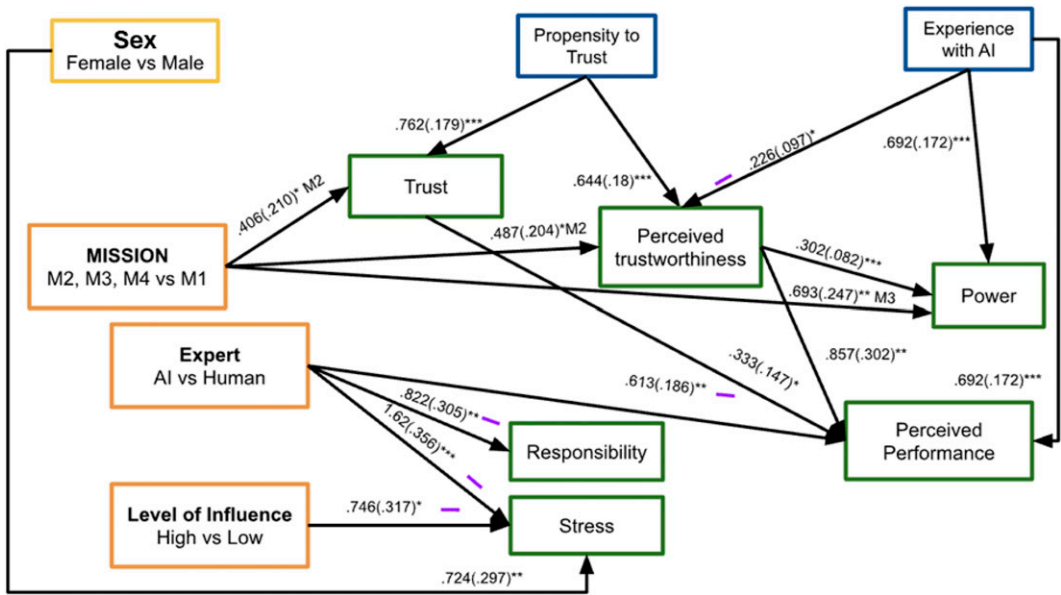 Sex
Female vs Male
Propensity to
Trust
Experience
with AI
.762(.179)***
.692(.172)***
.226(.097)*
Trust
.644(.18)***
.406(.210)* M2
.487(.204)*M2
Perceived
trustworthiness
MISSION
M2, M3, M4 vs M1
.302(.082)***
.693(.247)** M3
Power
Expert
AI vs Human
.333(.147)*
.857(.302)**
.613(.186)**
.692(.172)***
.822(.305)**
1.62(.356)***
Responsibility
Perceived
Performance
Level of Influence
High vs Low
.746(.317)*
Stress
.724(.297)**